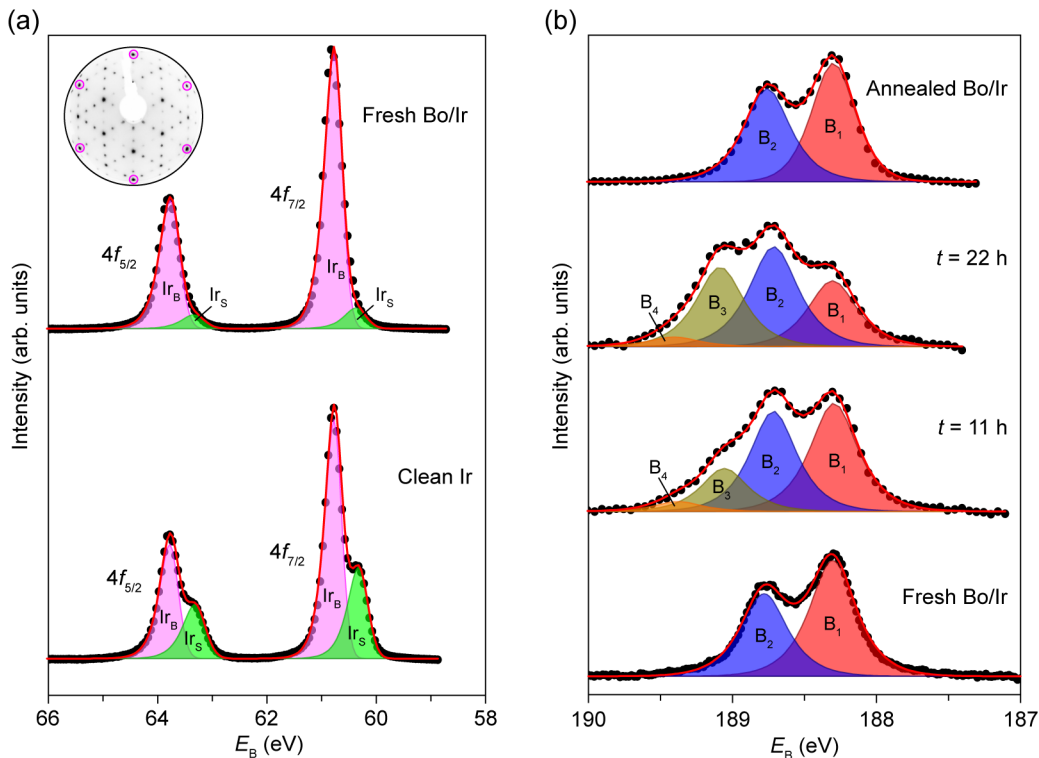 (a)
Fresh Bo/Ir
4f7/2
4f5/2
IrB
IrS
IrB
IrS
Clean Ir
4f7/2
4f5/2
IrB
IrS
IrB
IrS
Intensity (arb. units)
66 64 62 60 58
EB (eV)
(b)
Annealed Bo/Ir
B2
B1
t = 22 h
B4
B3
B2
B1
t = 11 h
B4
B3
B2
B1
Fresh Bo/Ir
B2
B1
Intensity (arb. units)
190 189 188 187
EB (eV)